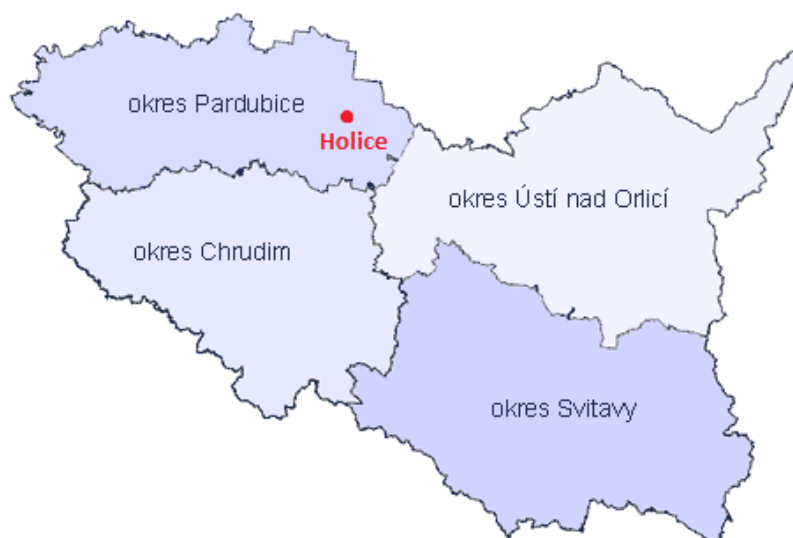 okres Pardubice
Holice
okres Ústí nad Orlicí
okres Chrudim
okres Svitavy